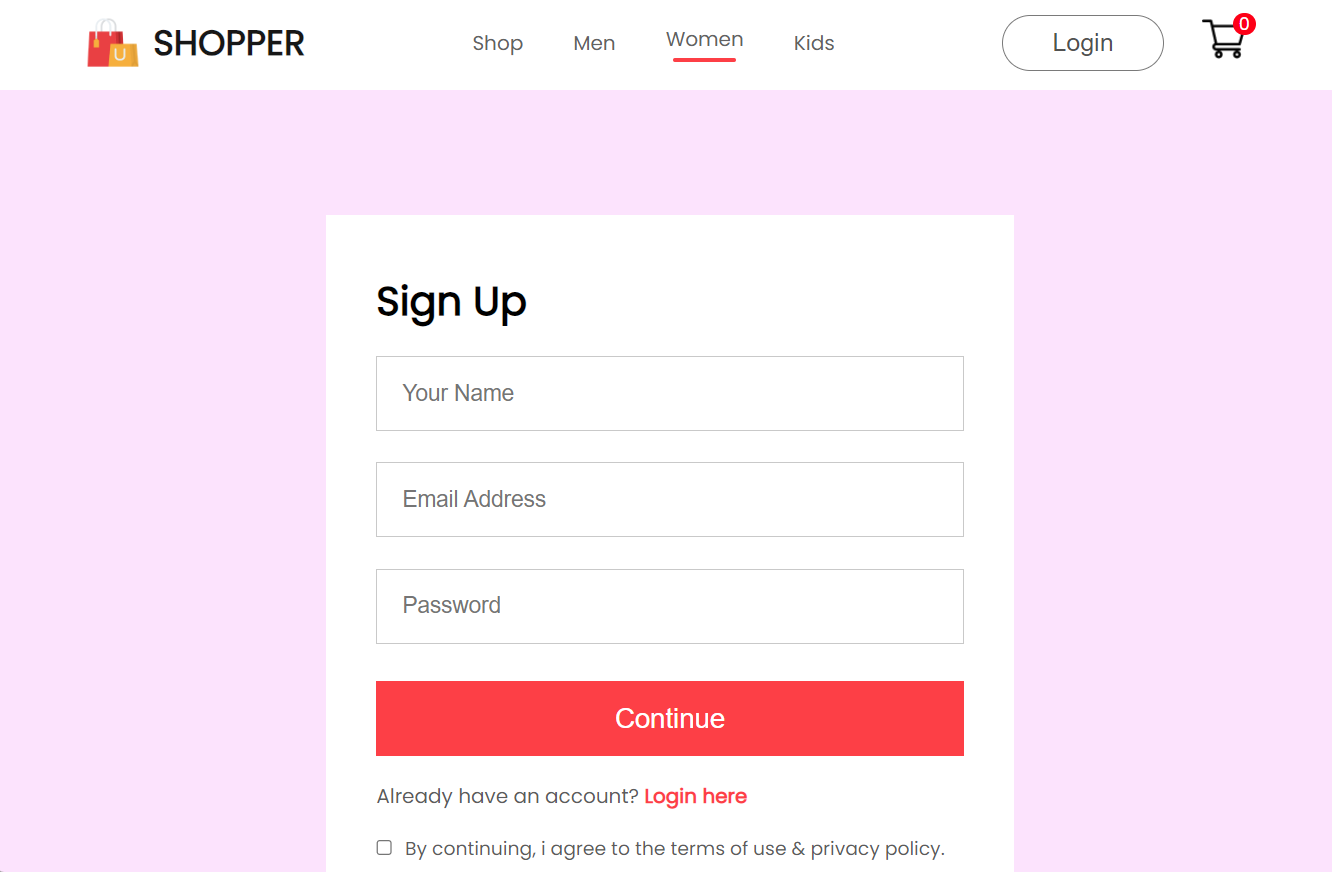 SHOPPER
Shop Men Women Kids
Login
0
Sign Up
Your Name
Email Address
Password
Continue
Already have an account? Login here
By continuing, i agree to the terms of use & privacy policy.